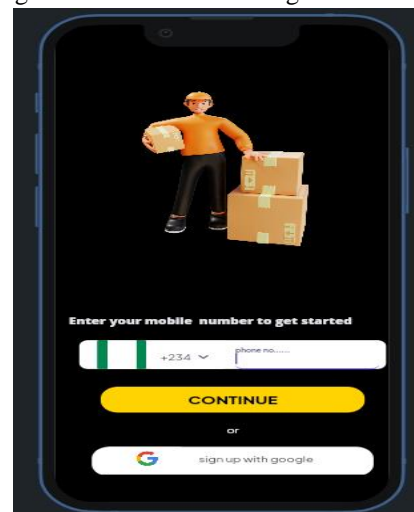 Enter your mobile number to get started
+234
phone no......
CONTINUE
or
sign up with google